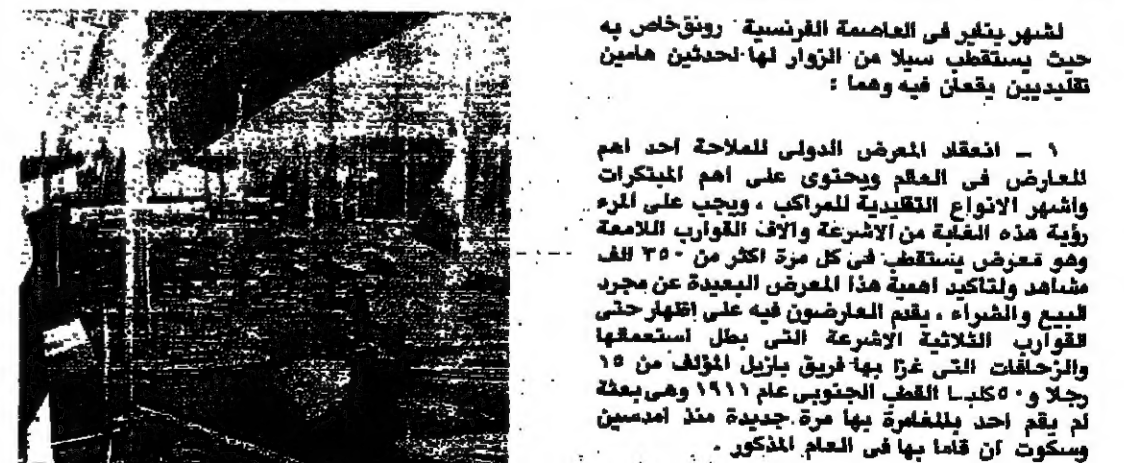 لشهر يناير فى العاصمة الفرنسية رونق خاص به
حيث يستقطب سيلا من الزوار لها لحدثين هامين
تقليديين يقعان فيه وهما :
١ – انعقاد المعرض الدولى للملاحة احد اهم
المعارض فى العالم ويحتوى على اهم المبتكرات
واشهر الانواع التقليدية للمراكب ، ويجب على المرء
رؤية هذه الغابة من الاشرعة والاف القوارب اللامعة
وهو معرض يستقطب فى كل مرة اكثر من ٣٥٠ الف
مشاهد ولتاكيد اهمية هذا المعرض البعيدة عن مجرد
البيع والشراء ، يقدم العارضون فيه على إظهار حتى
القوارب الثلاثية الاشرعة التى بطل استعمالها
والزحافات التى غزا بها فريق بازيل المؤلف من ١٥
رجلا و ٥٠ كلبا القطب الجنوبى عام ١٩١١ وهى بعثة
لم يقم احد بالمغامرة بها مرة جديدة منذ امدسين
وسكوت ان قاما بها فى العام المذكور .